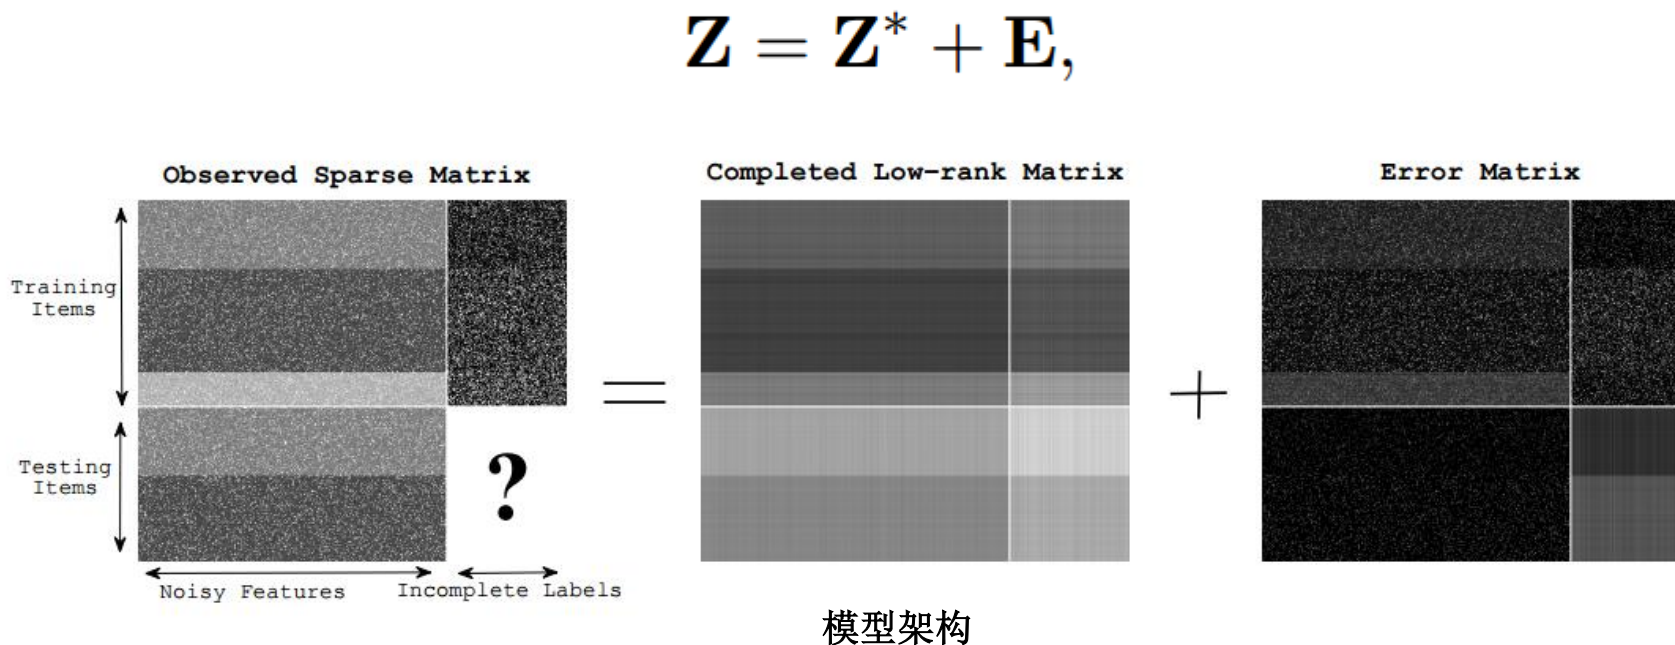 Z = Z* + E,
Observed Sparse Matrix
Completed Low-rank Matrix
Error Matrix
Training
Items
=
+
Testing
Items
?
Noisy Features
Incomplete Labels
模型架构